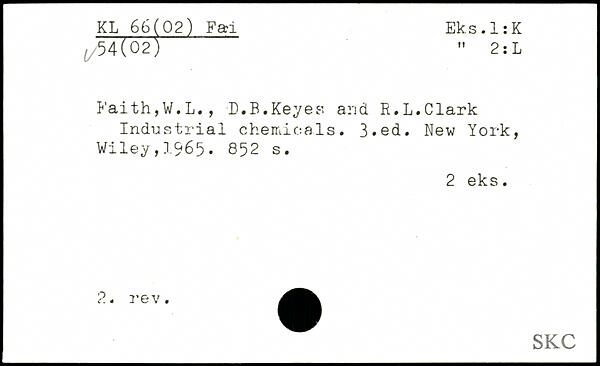 KL 66(02) Fæi Eks.1:K
54(02) " 2:L
Faith,W.L., D.B.Keyes and R.L.Clark
Industrial chemicals. 3.ed. New York,
Wiley,1965. 852 s.
2 eks.
2. rev.
SKC